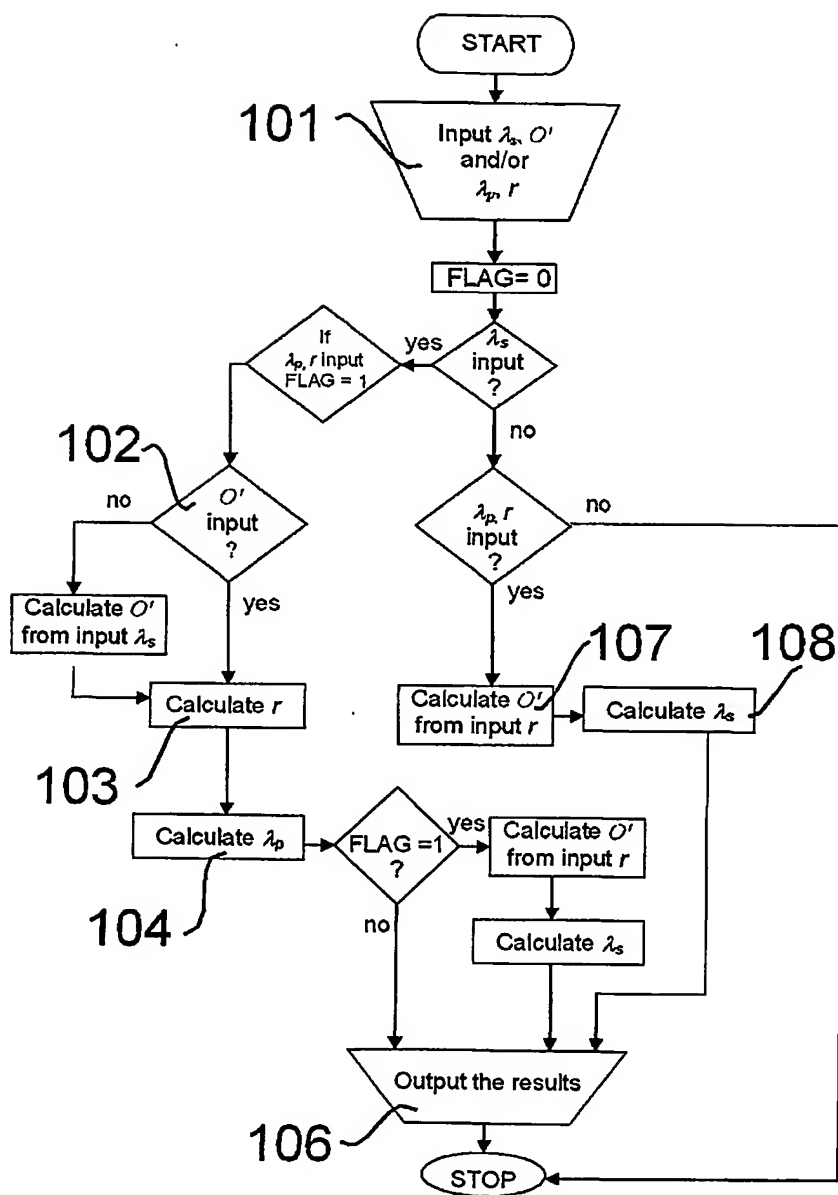 START
101
Input λs, O'
and/or
λp, r
FLAG= 0
λs
input
?
yes
If
λp, r Input
FLAG = 1
no
102
O'
input
?
no
λp, r
input
?
no
yes
yes
Calculate O'
from input λs
107
108
Calculate O'
from input r
Calculate λs
Calculate r
103
Calculate λp
104
FLAG =1
?
yes
Calculate O'
from input r
no
Calculate λs
Output the results
106
STOP